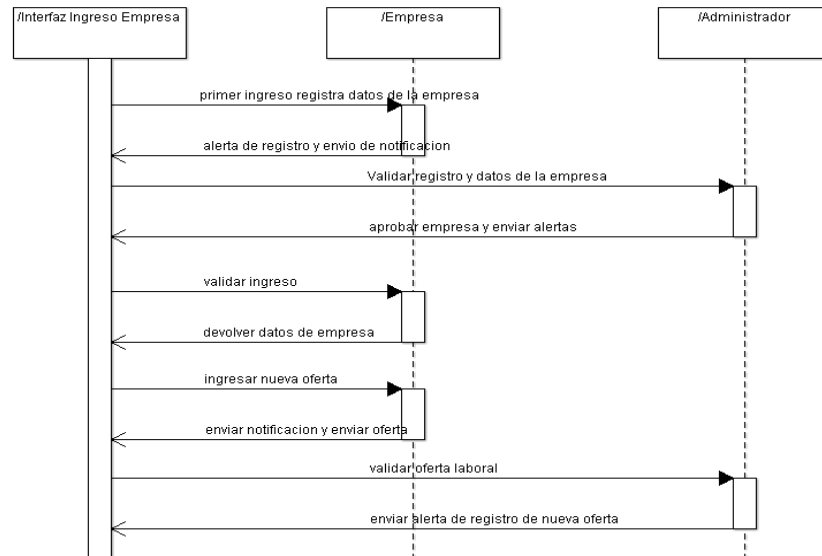 /Interfaz Ingreso Empresa
/Empresa
/Administrador
primer ingreso registra datos de la empresa
alerta de registro y envio de notificacion
Validar registro y datos de la empresa
aprobar empresa y enviar alertas
validar ingreso
devolver datos de empresa
ingresar nueva oferta
enviar notificacion y enviar oferta
validar oferta laboral
enviar alerta de registro de nueva oferta